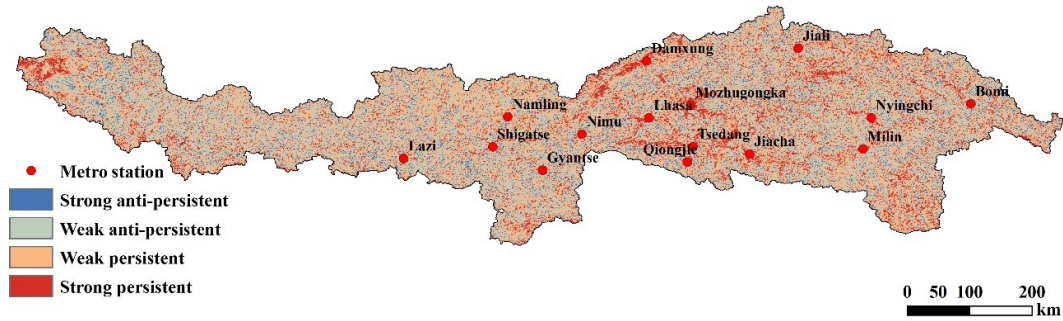 Jiali
Damxung
Mozhugongka
Bomi
Namling
Lhasa
Nyingchi
Nimu
Shigatse
Tsedang
Milin
Lazi
Qiongjie
Jiacha
Gyantse
Metro station
Strong anti-persistent
Weak anti-persistent
Weak persistent
Strong persistent
0 50 100 200
km